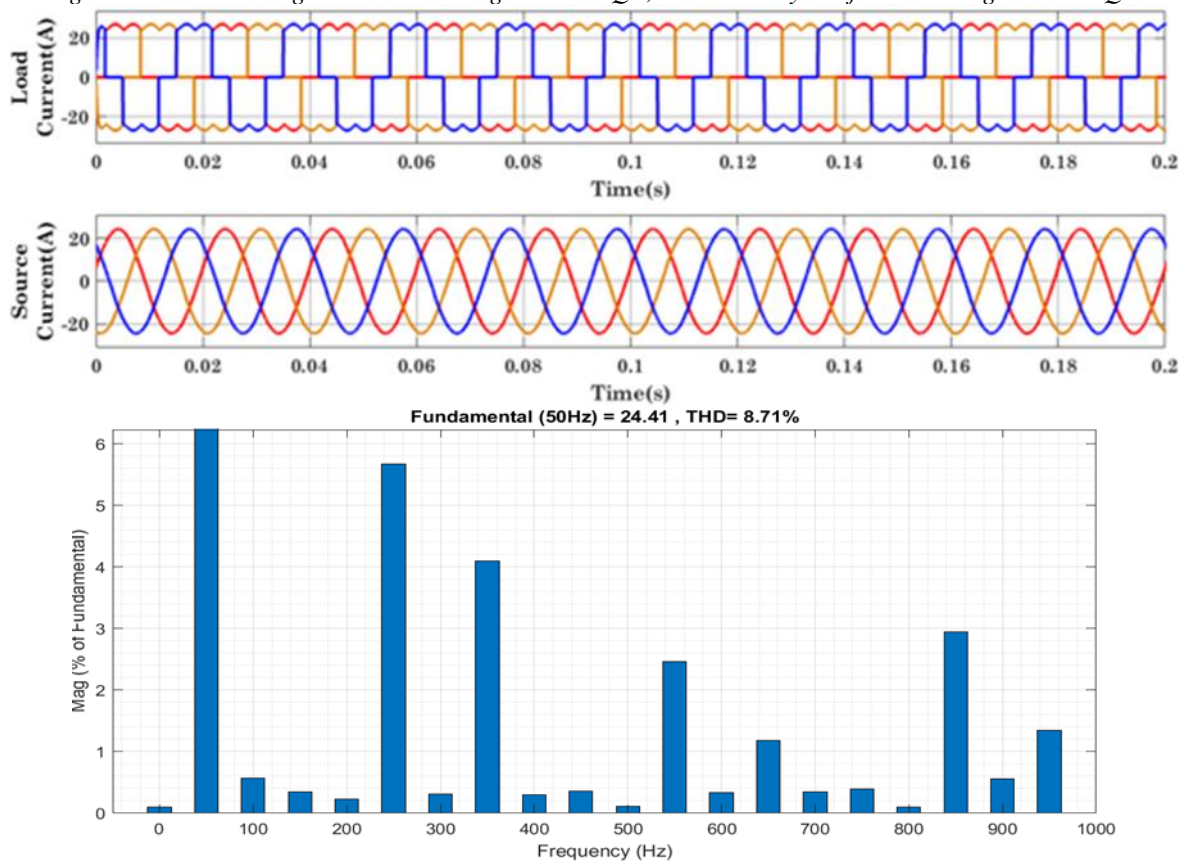 Load
Current(A)
20
0
-20
0 0.02 0.04 0.06 0.08 0.1 0.12 0.14 0.16 0.18 0.2
Time(s)
Source
Current(A)
20
0
-20
0 0.02 0.04 0.06 0.08 0.1 0.12 0.14 0.16 0.18 0.2
Time(s)
Fundamental (50Hz) = 24.41 , THD= 8.71%
Mag (% of Fundamental)
6
5
4
3
2
1
0
0 100 200 300 400 500 600 700 800 900 1000
Frequency (Hz)